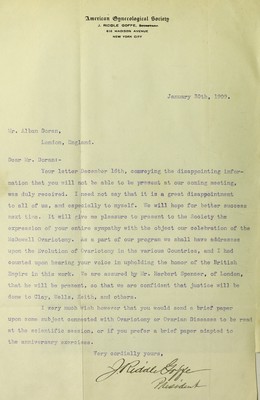 American Gynecological Society
J. RIDDLE GOFFE, SECRETARY
616 MADISON AVENUE
NEW YORK CITY
January 30th, 1909.
Mr. Alban Doran,
London, England.
Dear Mr. Doran:-
Your letter December 16th, conveying the disappointing infor-
mation that you will not be able to be present at our coming meeting,
was duly received. I need not say that it is a great disappointment
to all of us, and especially to myself. We will hope for better success
next time. It will give me pleasure to present to the Society the
expression of your entire sympathy with the object our celebration of the
McDowell Ovariotomy. As a part of our program we shall have addresses
upon the Evolution of Ovariotomy in the various Countries, and I had
counted upon hearing your voice in upholding the honor of the British
Empire in this work. We are assured by Mr. Herbert Spencer, of London,
that he will be present, so that we are confident that justice will be
done to Clay, Wells, Keith, and others.
I very much wish however that you would send a brief paper
upon some subject connected with Ovariotomy or Ovarian Diseases to be read
at the scientific session, or if you prefer a brief paper adapted to
the anniversary exercises.
Very cordially yours,
J Riddle Goffe
President